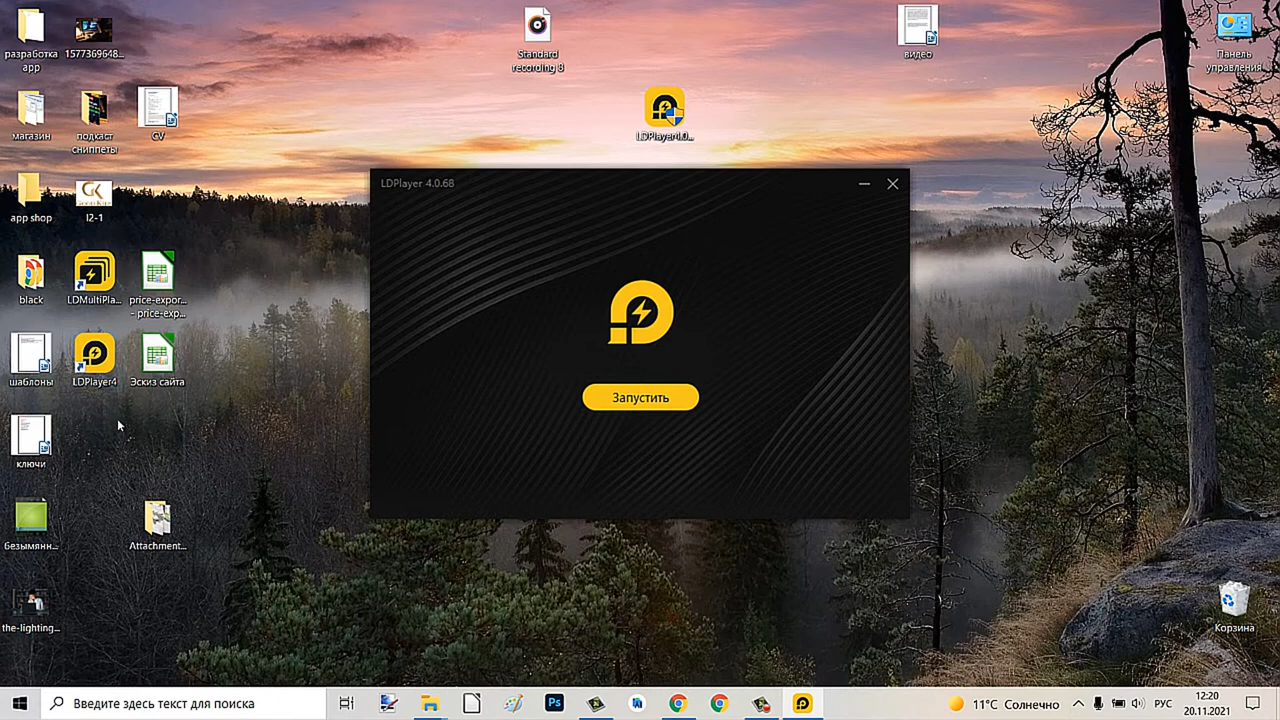 разработка
app
1577369648...
Standard
recording 8
видео
Панель
управления
магазин
подкаст
сниппеты
CV
LDPlayer4.0...
app shop
l2-1
GK
LDPlayer 4.0.68
black
LDMultiPla...
price-expor...
- price-exp...
шаблоны
LDPlayer4
Эскиз сайта
Запустить
ключи
безымянн...
Attachment...
the-lighting...
Корзина
Введите здесь текст для поиска
Ps
11°C Солнечно
РУС
12:20
20.11.2021